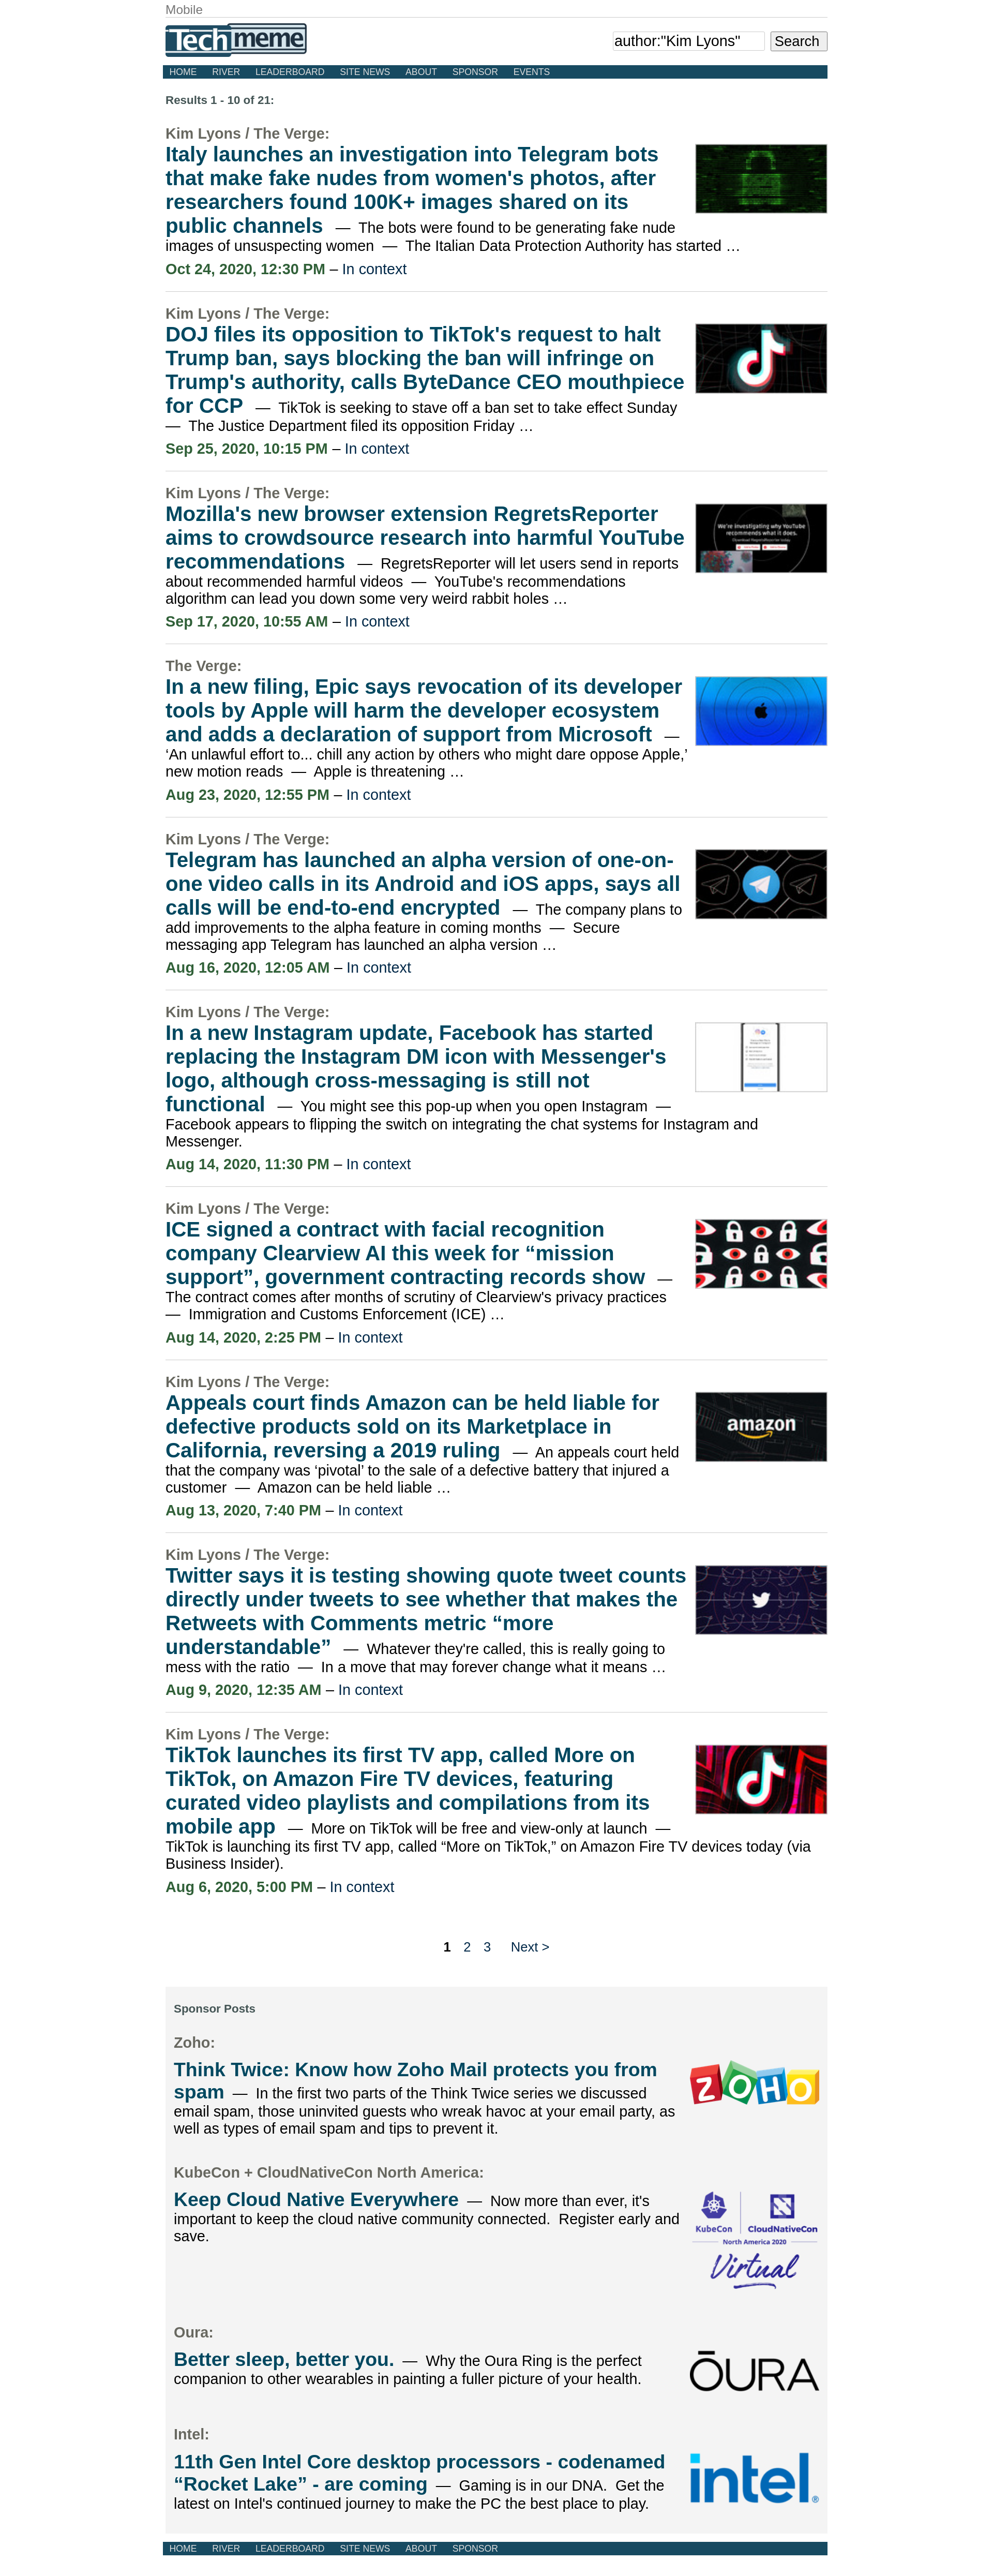 Mobile
Techmeme
author:"Kim Lyons" Search
HOME RIVER LEADERBOARD SITE NEWS ABOUT SPONSOR EVENTS
Results 1 - 10 of 21:
Kim Lyons / The Verge:
Italy launches an investigation into Telegram bots
that make fake nudes from women's photos, after
researchers found 100K+ images shared on its
public channels — The bots were found to be generating fake nude
images of unsuspecting women — The Italian Data Protection Authority has started …
Oct 24, 2020, 12:30 PM – In context
Kim Lyons / The Verge:
DOJ files its opposition to TikTok's request to halt
Trump ban, says blocking the ban will infringe on
Trump's authority, calls ByteDance CEO mouthpiece
for CCP — TikTok is seeking to stave off a ban set to take effect Sunday
— The Justice Department filed its opposition Friday …
Sep 25, 2020, 10:15 PM – In context
Kim Lyons / The Verge:
Mozilla's new browser extension RegretsReporter
aims to crowdsource research into harmful YouTube
recommendations — RegretsReporter will let users send in reports
about recommended harmful videos — YouTube's recommendations
algorithm can lead you down some very weird rabbit holes …
We're investigating why YouTube
recommends what it does.
Sep 17, 2020, 10:55 AM – In context
The Verge:
In a new filing, Epic says revocation of its developer
tools by Apple will harm the developer ecosystem
and adds a declaration of support from Microsoft —
‘An unlawful effort to... chill any action by others who might dare oppose Apple,’
new motion reads — Apple is threatening …
Aug 23, 2020, 12:55 PM – In context
Kim Lyons / The Verge:
Telegram has launched an alpha version of one-on-
one video calls in its Android and iOS apps, says all
calls will be end-to-end encrypted — The company plans to
add improvements to the alpha feature in coming months — Secure
messaging app Telegram has launched an alpha version …
Aug 16, 2020, 12:05 AM – In context
Kim Lyons / The Verge:
In a new Instagram update, Facebook has started
replacing the Instagram DM icon with Messenger's
logo, although cross-messaging is still not
functional — You might see this pop-up when you open Instagram —
Facebook appears to flipping the switch on integrating the chat systems for Instagram and
Messenger.
Aug 14, 2020, 11:30 PM – In context
Kim Lyons / The Verge:
ICE signed a contract with facial recognition
company Clearview AI this week for “mission
support”, government contracting records show —
The contract comes after months of scrutiny of Clearview's privacy practices
— Immigration and Customs Enforcement (ICE) …
Aug 14, 2020, 2:25 PM – In context
Kim Lyons / The Verge:
Appeals court finds Amazon can be held liable for
defective products sold on its Marketplace in
California, reversing a 2019 ruling — An appeals court held
that the company was ‘pivotal’ to the sale of a defective battery that injured a
customer — Amazon can be held liable …
amazon
Aug 13, 2020, 7:40 PM – In context
Kim Lyons / The Verge:
Twitter says it is testing showing quote tweet counts
directly under tweets to see whether that makes the
Retweets with Comments metric “more
understandable” — Whatever they're called, this is really going to
mess with the ratio — In a move that may forever change what it means …
Aug 9, 2020, 12:35 AM – In context
Kim Lyons / The Verge:
TikTok launches its first TV app, called More on
TikTok, on Amazon Fire TV devices, featuring
curated video playlists and compilations from its
mobile app — More on TikTok will be free and view-only at launch —
TikTok is launching its first TV app, called “More on TikTok,” on Amazon Fire TV devices today (via
Business Insider).
Aug 6, 2020, 5:00 PM – In context
1 2 3 Next >
Sponsor Posts
Zoho:
Think Twice: Know how Zoho Mail protects you from
spam — In the first two parts of the Think Twice series we discussed
email spam, those uninvited guests who wreak havoc at your email party, as
well as types of email spam and tips to prevent it.
ZOHO
KubeCon + CloudNativeCon North America:
Keep Cloud Native Everywhere — Now more than ever, it's
important to keep the cloud native community connected. Register early and
save.
KubeCon CloudNativeCon
North America 2020
Virtual
Oura:
Better sleep, better you. — Why the Oura Ring is the perfect
companion to other wearables in painting a fuller picture of your health.
ŌURA
Intel:
11th Gen Intel Core desktop processors - codenamed
“Rocket Lake” - are coming — Gaming is in our DNA. Get the
latest on Intel's continued journey to make the PC the best place to play.
intel®
HOME RIVER LEADERBOARD SITE NEWS ABOUT SPONSOR